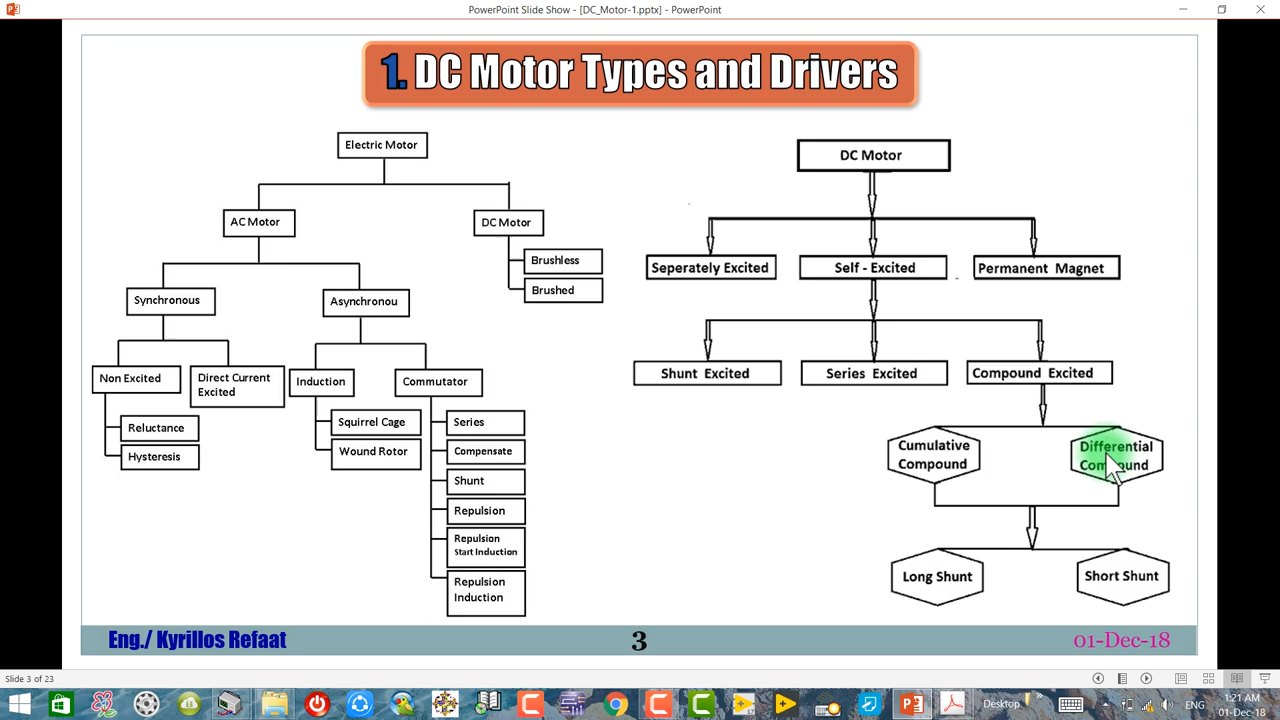 PowerPoint Slide Show - [DC_Motor-1.pptx] - PowerPoint
1. DC Motor Types and Drivers
Electric Motor
AC Motor
DC Motor
Brushless
Brushed
Synchronous
Asynchronou
Non Excited
Direct Current
Excited
Induction
Commutator
Reluctance
Hysteresis
Squirrel Cage
Wound Rotor
Series
Compensate
Shunt
Repulsion
Repulsion
Start Induction
Repulsion
Induction
DC Motor
Seperately Excited
Self - Excited
Permanent Magnet
Shunt Excited
Series Excited
Compound Excited
Cumulative
Compound
Differential
Compound
Long Shunt
Short Shunt
Eng./ Kyrillos Refaat
3
01-Dec-18
Slide 3 of 23
Desktop
ENG
1:21 AM
01-Dec-18